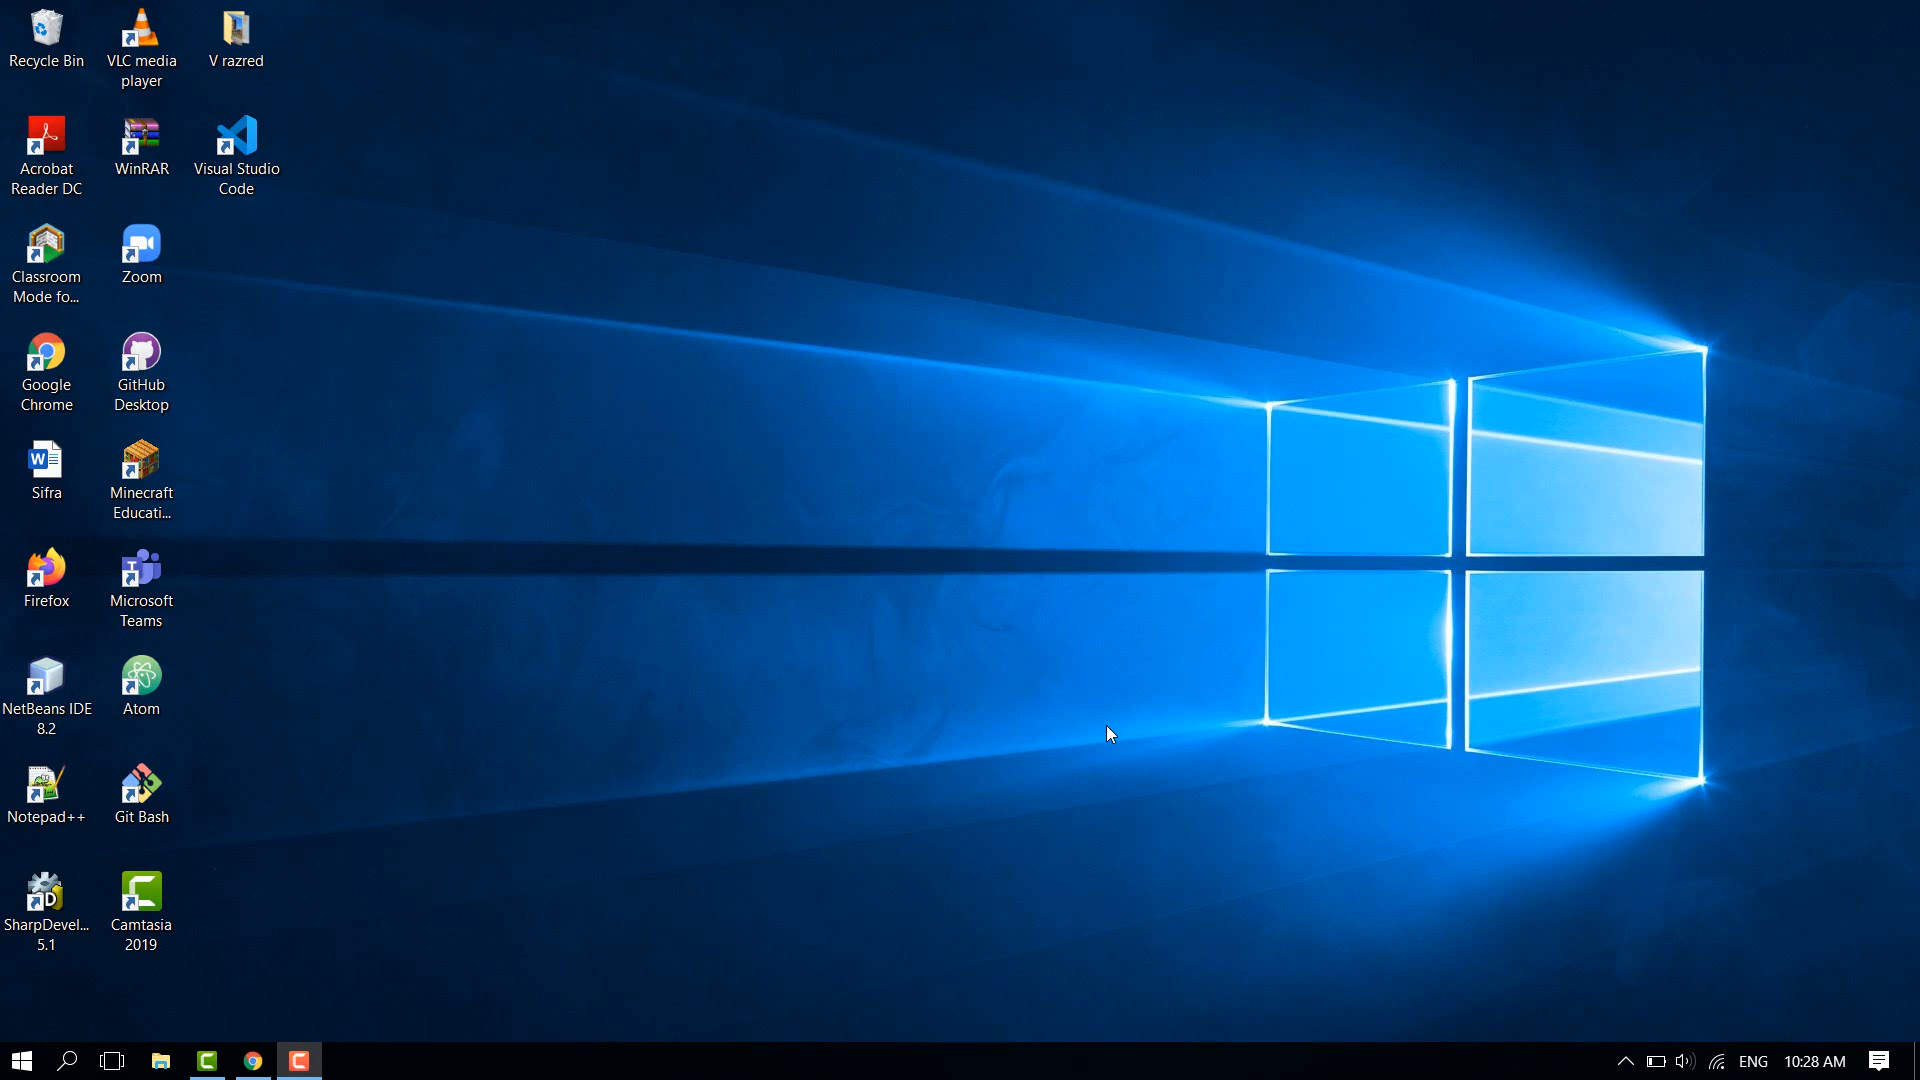 Recycle Bin
VLC media
player
V razred
Acrobat
Reader DC
WinRAR
Visual Studio
Code
Classroom
Mode fo...
Zoom
Google
Chrome
GitHub
Desktop
Sifra
Minecraft
Educati...
Firefox
Microsoft
Teams
NetBeans IDE
8.2
Atom
Notepad++
Git Bash
SharpDevel...
5.1
Camtasia
2019
ENG
10:28 AM